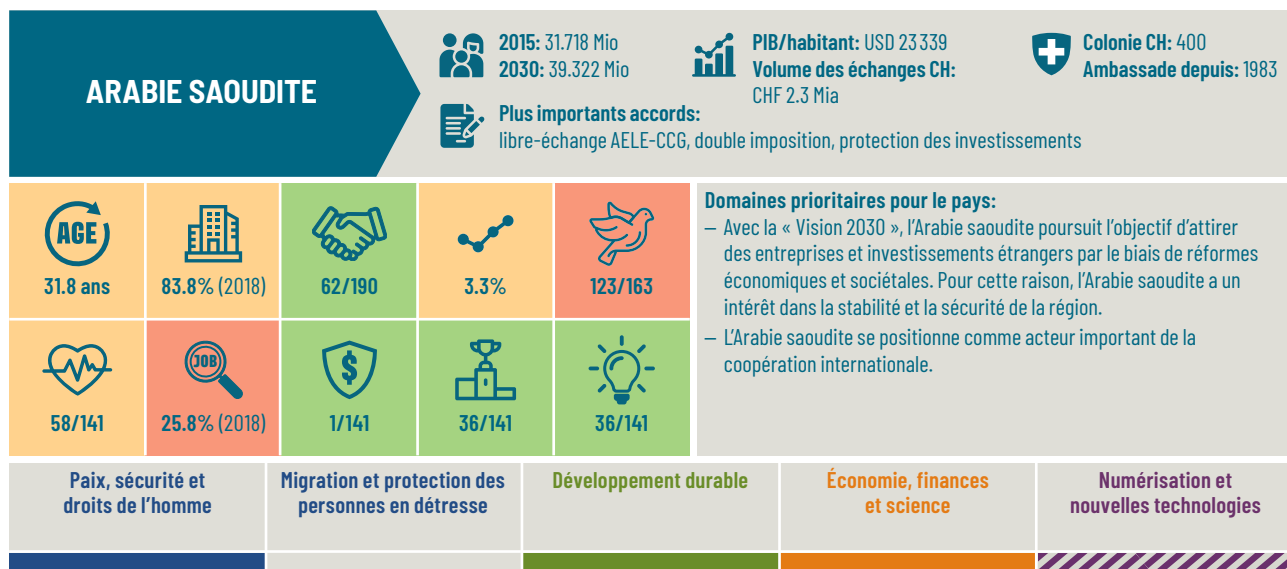 ARABIE SAOUDITE
2015: 31.718 Mio
2030: 39.322 Mio
PIB/habitant: USD 23 339
Volume des échanges CH:
CHF 2.3 Mia
Colonie CH: 400
Ambassade depuis: 1983
Plus importants accords:
libre-échange AELE-CCG, double imposition, protection des investissements
AGE
31.8 ans
83.8% (2018)
62/190
3.3%
123/163
JOB
$
58/141
25.8% (2018)
1/141
36/141
36/141
Domaines prioritaires pour le pays:
– Avec la « Vision 2030 », l'Arabie saoudite poursuit l'objectif d'attirer
des entreprises et investissements étrangers par le biais de réformes
économiques et sociétales. Pour cette raison, l'Arabie saoudite a un
intérêt dans la stabilité et la sécurité de la région.
– L'Arabie saoudite se positionne comme acteur important de la
coopération internationale.
Paix, sécurité et
droits de l'homme
Migration et protection des
personnes en détresse
Développement durable
Économie, finances
et science
Numérisation et
nouvelles technologies